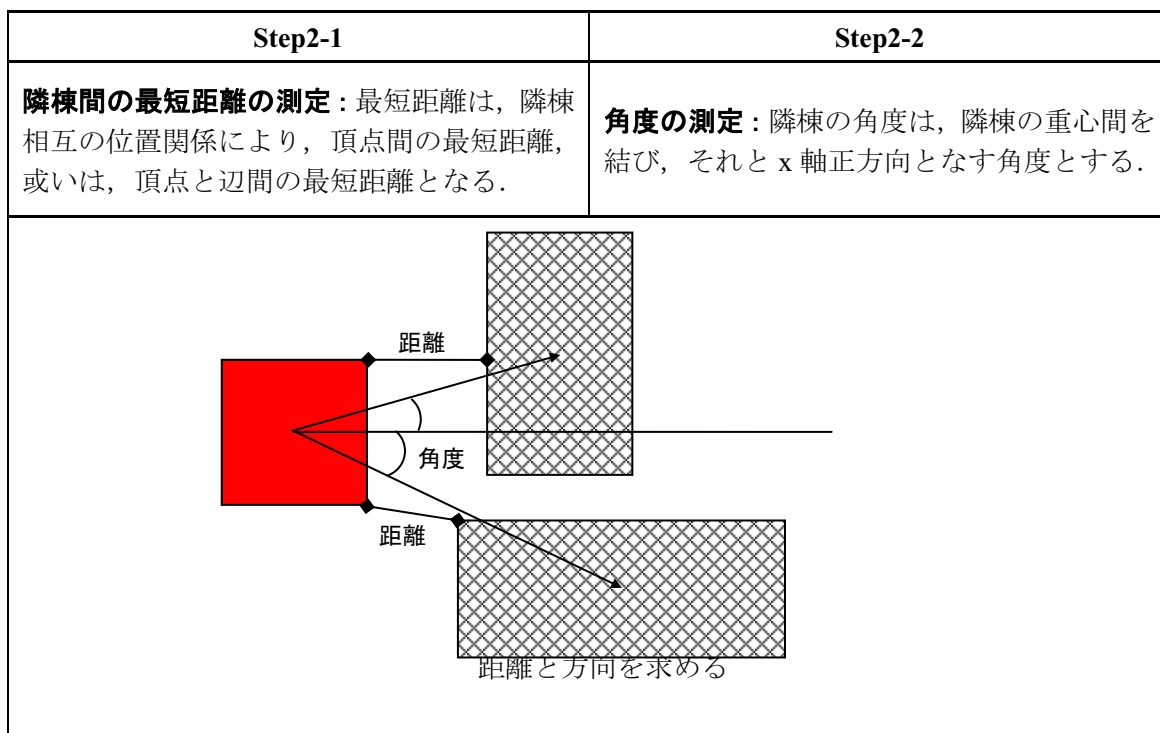 Step2-1
Step2-2
隣棟間の最短距離の測定:最短距離は,隣棟
相互の位置関係により,頂点間の最短距離,
或いは,頂点と辺間の最短距離となる.
角度の測定:隣棟の角度は,隣棟の重心間を
結び,それと x 軸正方向となす角度とする.
距離
角度
距離
距離と方向を求める